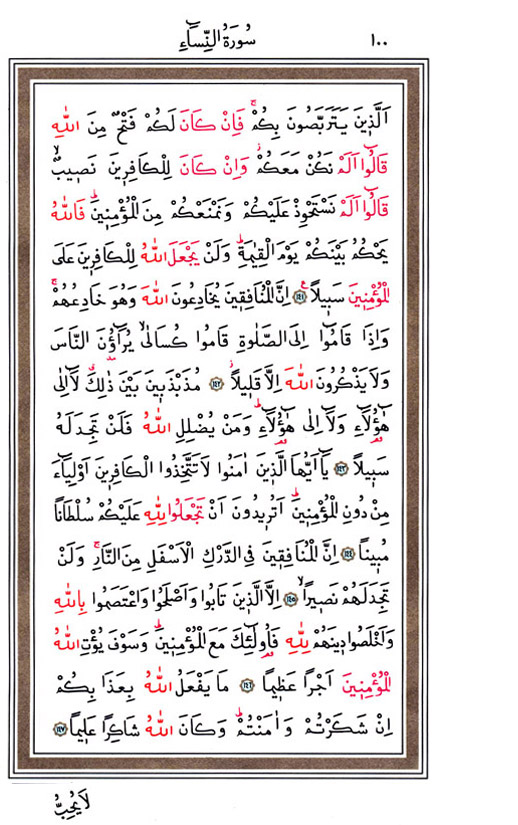 ١٠٠ سُورَةُ النِّسَاءِ
اَلَّذ۪ينَ يَتَرَبَّصُونَ بِكُمْۚ فَاِنْ كَانَ لَكُمْ فَتْحٌ مِنَ اللّٰهِ
قَالُٓوا اَلَمْ نَكُنْ مَعَكُمْۘ وَاِنْ كَانَ لِلْكَافِر۪ينَ نَص۪يبٌۙ
قَالُٓوا اَلَمْ نَسْتَحْوِذْ عَلَيْكُمْ وَنَمْنَعْكُمْ مِنَ الْمُؤْمِن۪ينَۜ فَاللّٰهُ
يَحْكُمُ بَيْنَكُمْ يَوْمَ الْقِيٰمَةِۜ وَلَنْ يَجْعَلَ اللّٰهُ لِلْكَافِر۪ينَ عَلَى
الْمُؤْمِن۪ينَ سَب۪يلًا۟ ﴿١٤١﴾ اِنَّ الْمُنَافِق۪ينَ يُخَادِعُونَ اللّٰهَ وَهُوَ خَادِعُهُمْۚ
وَاِذَا قَامُٓوا اِلَى الصَّلٰوةِ قَامُوا كُسَالٰىۙ يُرَٓاؤُ۫نَ النَّاسَ
وَلَا يَذْكُرُونَ اللّٰهَ اِلَّا قَل۪يلًاۘ ﴿١٤٢﴾ مُذَبْذَب۪ينَ بَيْنَ ذٰلِكَۗ لَٓا اِلٰى
هٰٓؤُ۬لَٓاءِ وَلَٓا اِلٰى هٰٓؤُ۬لَٓاءِۜ وَمَنْ يُضْلِلِ اللّٰهُ فَلَنْ تَجِدَ لَهُ
سَب۪يلًا ﴿١٤٣﴾ يَٓا اَيُّهَا الَّذ۪ينَ اٰمَنُوا لَا تَتَّخِذُوا الْكَافِر۪ينَ اَوْلِيَٓاءَ
مِنْ دُونِ الْمُؤْمِن۪ينَۜ اَتُر۪يدُونَ اَنْ تَجْعَلُوا لِلّٰهِ عَلَيْكُمْ سُلْطَانًا
مُب۪ينًا ﴿١٤٤﴾ اِنَّ الْمُنَافِق۪ينَ فِي الدَّرْكِ الْاَسْفَلِ مِنَ النَّارِۚ وَلَنْ
تَجِدَ لَهُمْ نَص۪يرًاۙ ﴿١٤٥﴾ اِلَّا الَّذ۪ينَ تَابُوا وَاَصْلَحُوا وَاعْتَصَمُوا بِاللّٰهِ
وَاَخْلَصُوا د۪ينَهُمْ لِلّٰهِ فَاُو۬لٰٓئِكَ مَعَ الْمُؤْمِن۪ينَۜ وَسَوْفَ يُؤْتِ اللّٰهُ
الْمُؤْمِن۪ينَ اَجْرًا عَظ۪يمًا ﴿١٤٦﴾ مَا يَفْعَلُ اللّٰهُ بِعَذَابِكُمْ
اِنْ شَكَرْتُمْ وَاٰمَنْتُمْۜ وَكَانَ اللّٰهُ شَاكِرًا عَل۪يمًا ﴿١٤٧﴾
لَا يُحِبُّ